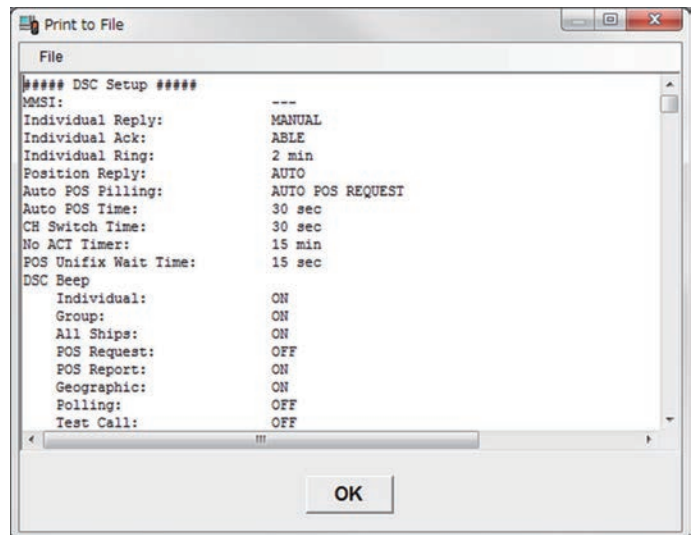 Print to File
File
##### DSC Setup #####
MMSI: ---
Individual Reply: MANUAL
Individual Ack: ABLE
Individual Ring: 2 min
Position Reply: AUTO
Auto POS Pilling: AUTO POS REQUEST
Auto POS Time: 30 sec
CH Switch Time: 30 sec
No ACT Timer: 15 min
POS Unifix Wait Time: 15 sec
DSC Beep
Individual: ON
Group: ON
All Ships: ON
POS Request: OFF
POS Report: ON
Geographic: ON
Polling: OFF
Test Call: OFF
OK